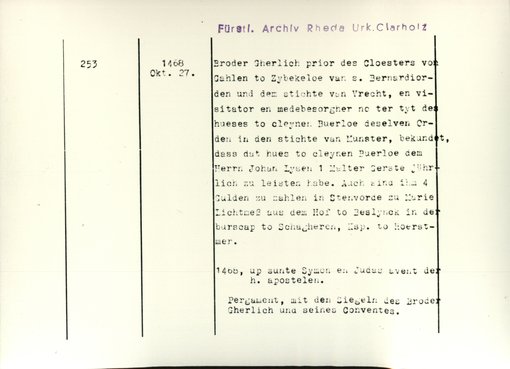 Fürstl. Archiv Rheda Urk. Clarholz
253
1468
Okt. 27.
Broder Gherlich prior des Cloesters von
Gahlen to Zybekeloe van s. Bernardior-
den und dem stichte van Vrecht, en vi-
sitator en medebesorgher no ter tyt des
hueses to cleynen Buerloe deselven Or-
den in den stichte van Munster, bekundet,
dass dat hues to cleynen Buerloe dem
Herrn Johan Lysen 1 Malter Gerste jühr-
lich zu leisten habe. Auch sind ihm 4
Gulden zu zahlen in Stenvorde zu Marie
Lichtmeß aus dem Hof to Beslynck in der
burscap to Schagheren, Ksp. to hoerst-
mer.
1468, up sunte Symon en Judas avent der
h. apostelen.
Pergament, mit den Siegeln des Broder
Gherlich und seines Conventes.